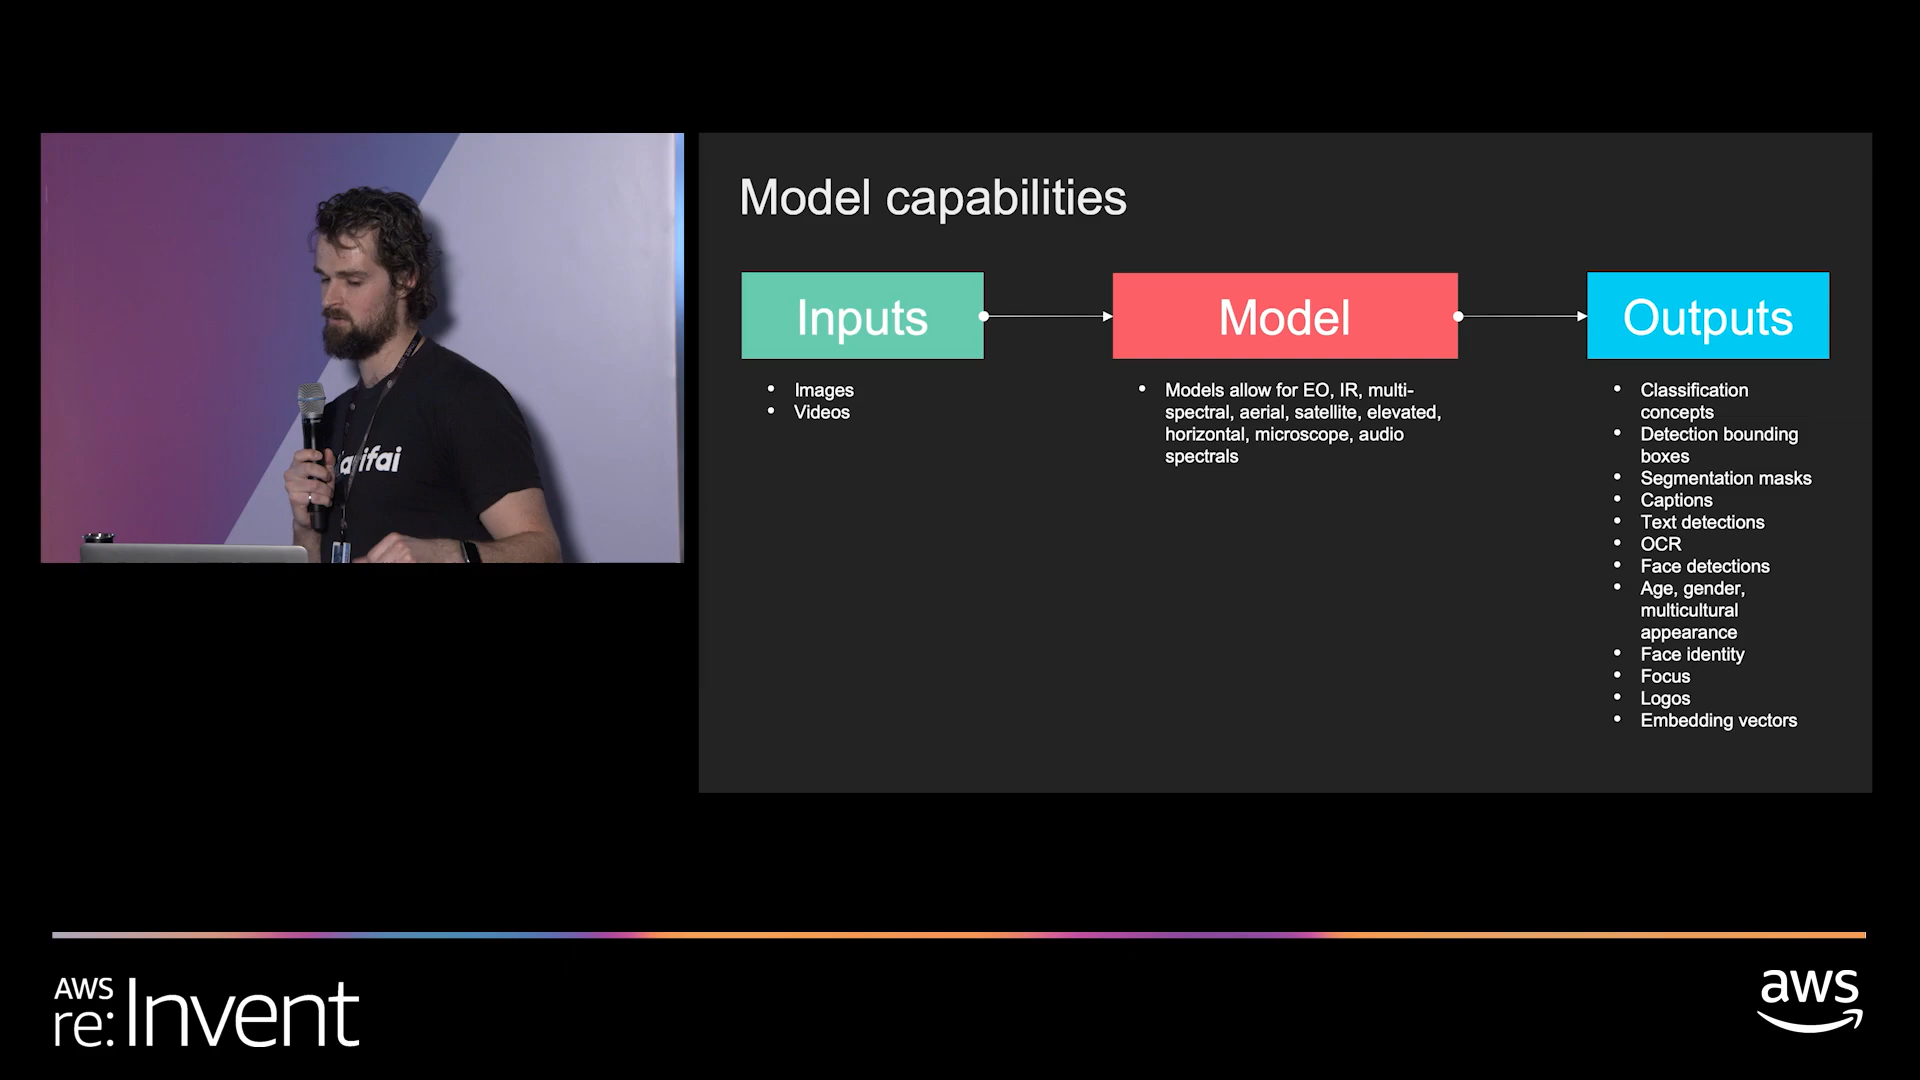 arifai
Model capabilities
Inputs
Model
Outputs
• Images
• Videos
• Models allow for EO, IR, multi-
spectral, aerial, satellite, elevated,
horizontal, microscope, audio
spectrals
• Classification
concepts
• Detection bounding
boxes
• Segmentation masks
• Captions
• Text detections
• OCR
• Face detections
• Age, gender,
multicultural
appearance
• Face identity
• Focus
• Logos
• Embedding vectors
AWS
re:Invent
aws